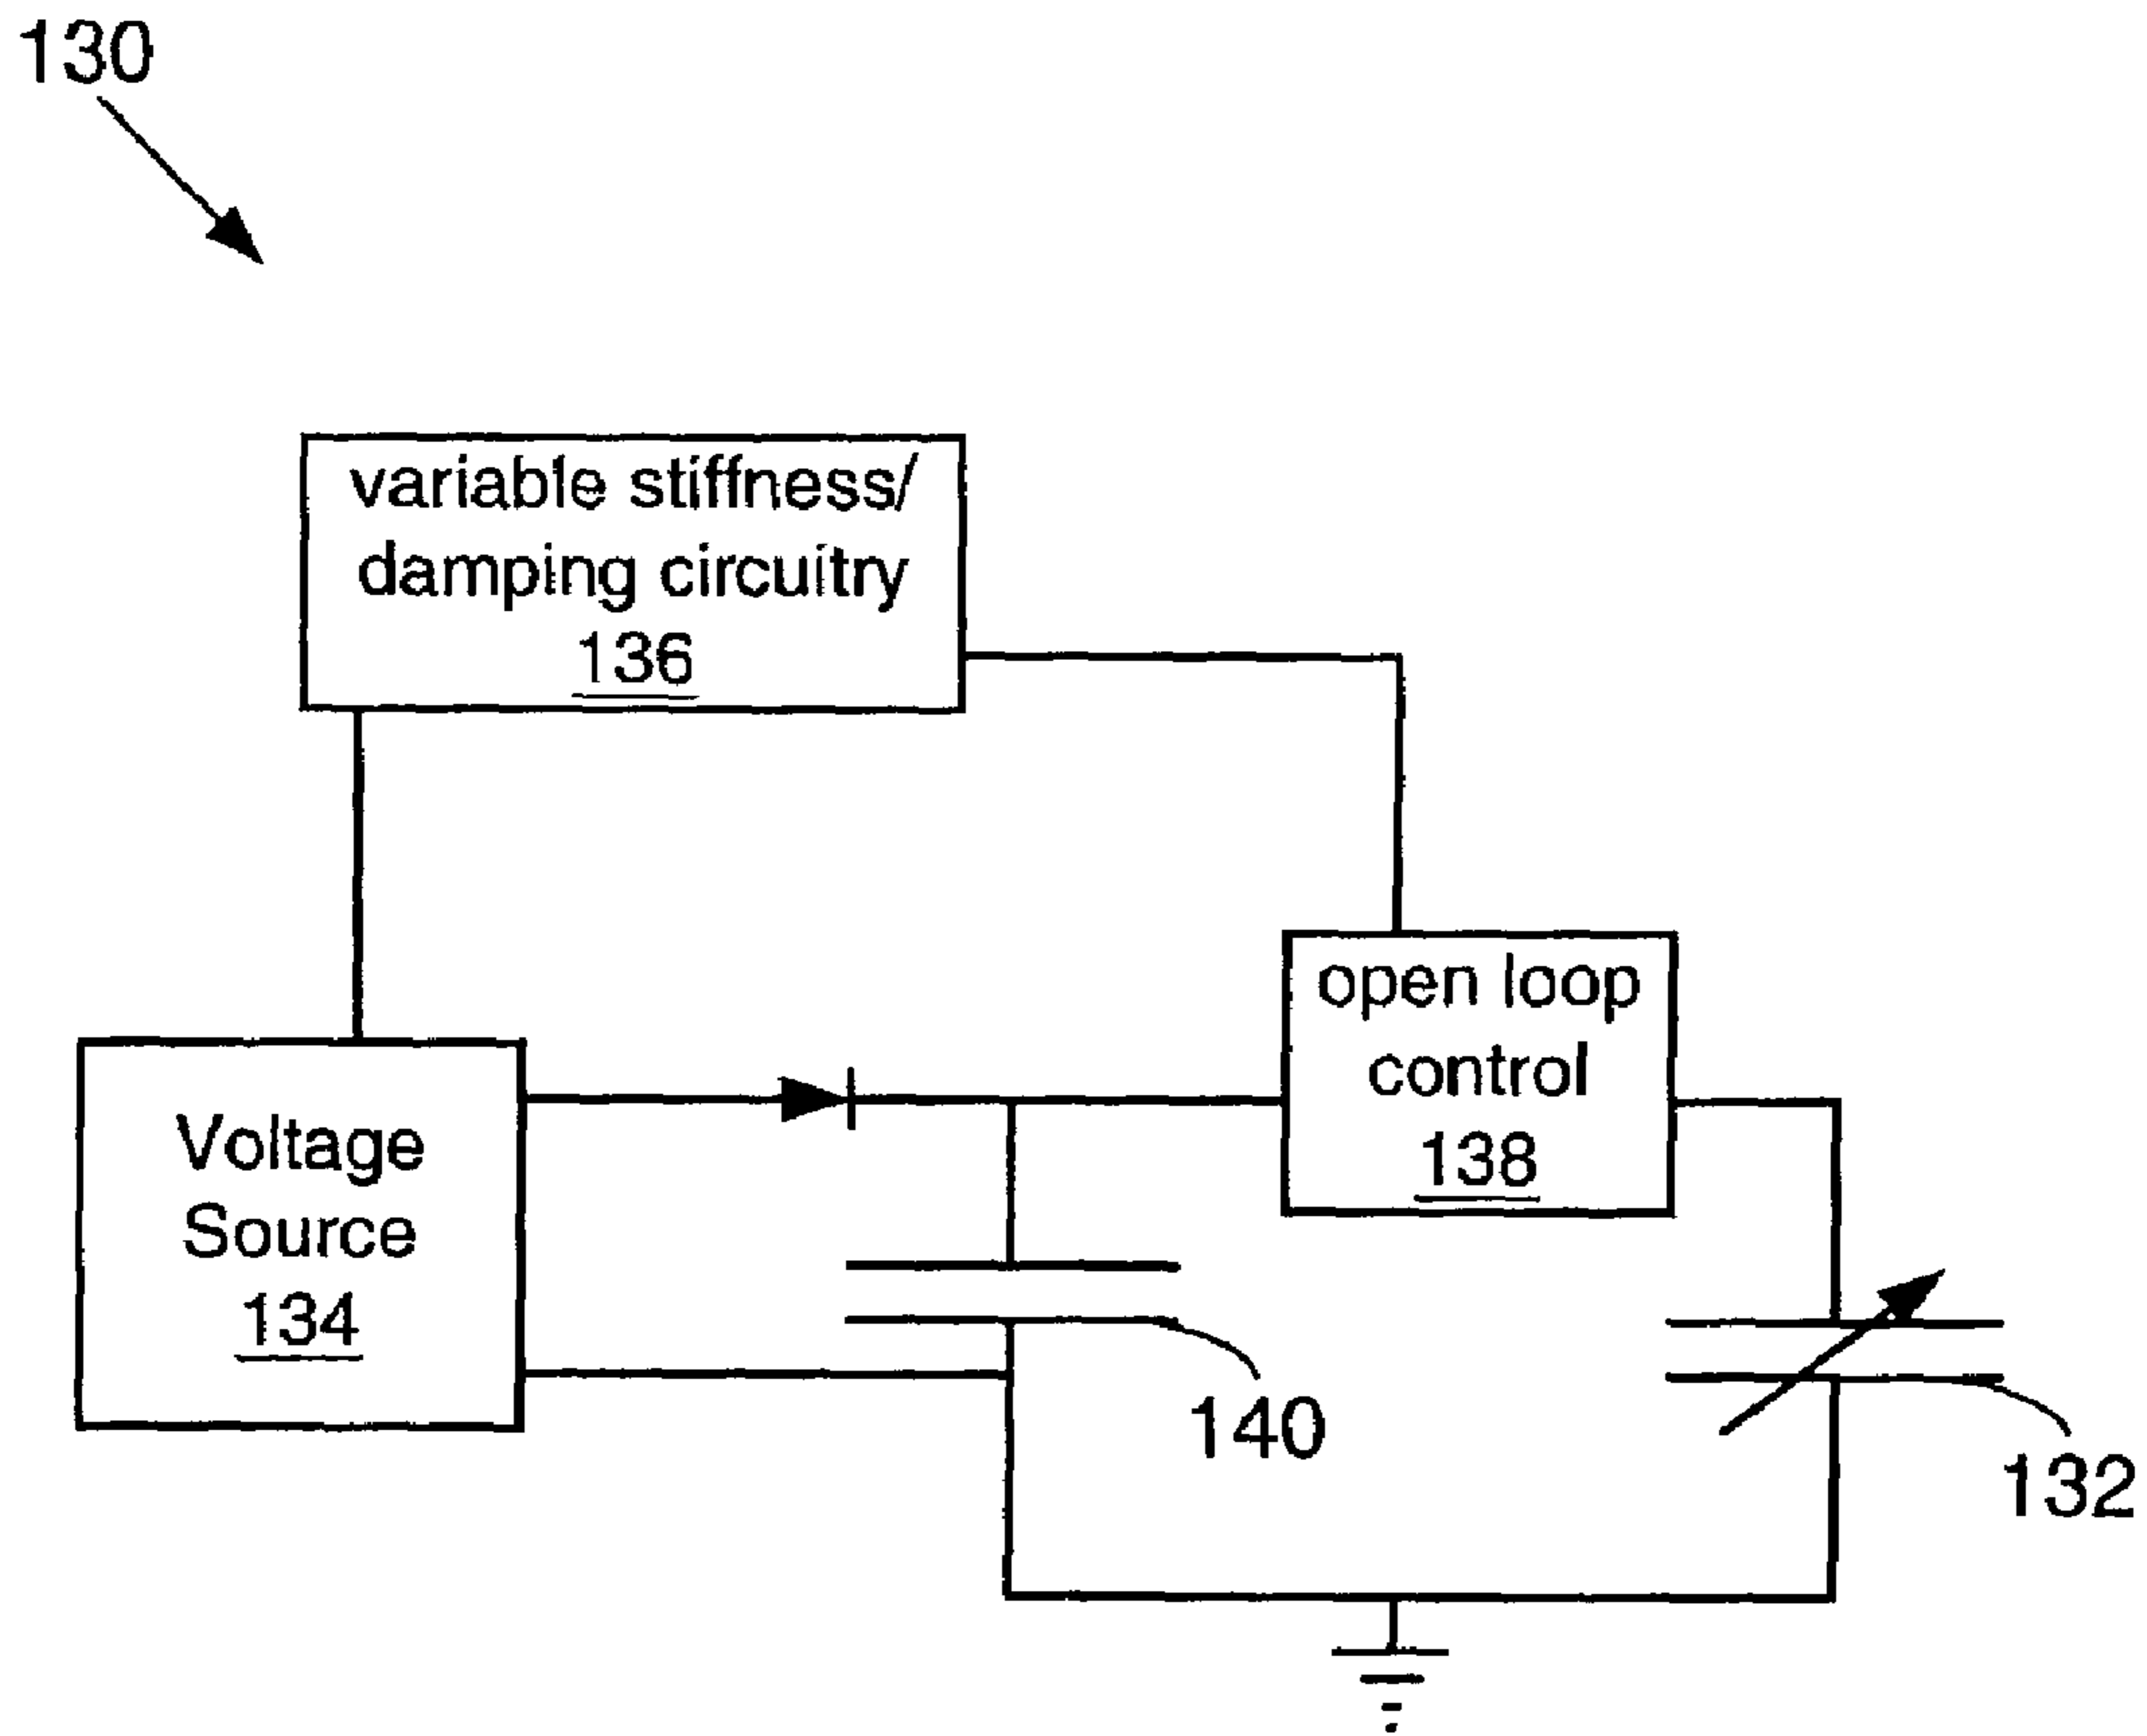 130
variable stiffness/
damping circuitry
136
open loop
control
138
Voltage
Source
134
140
132